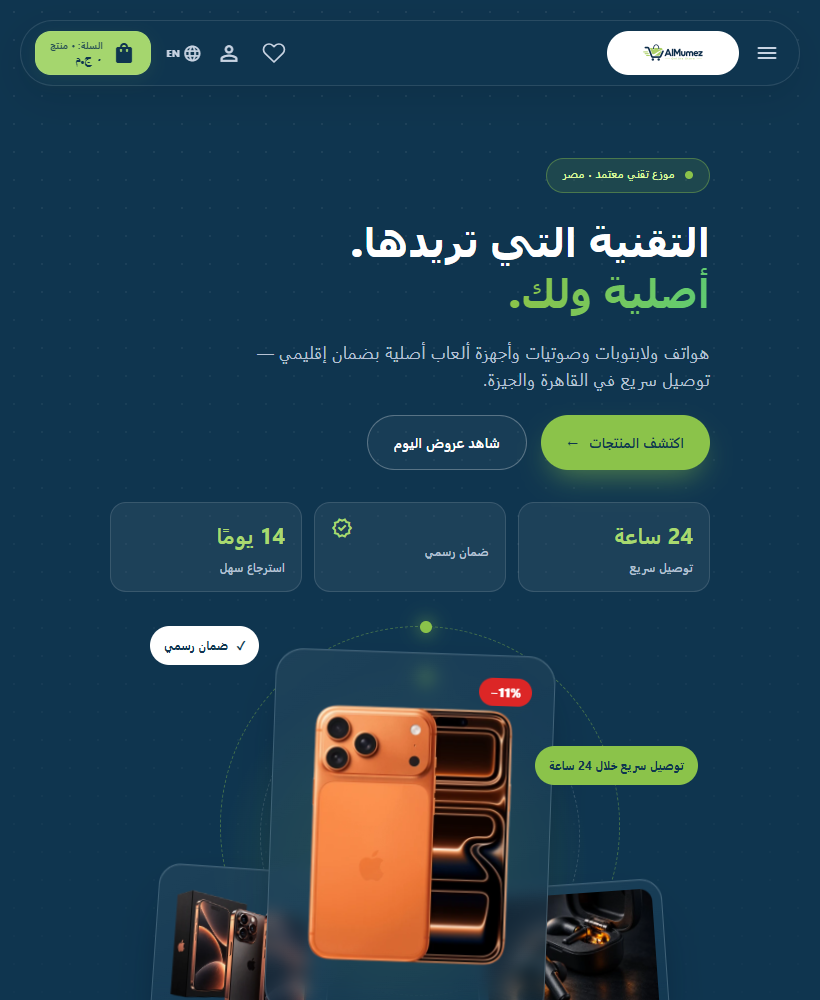 AlMumez
EN
السلة: ٠ منتج
٠ ج.م
موزع تقني معتمد · مصر
التقنية التي تريدها.
أصلية ولك.
هواتف ولابتوبات وصوتيات وأجهزة ألعاب أصلية بضمان إقليمي —
توصيل سريع في القاهرة والجيزة.
اكتشف المنتجات ←
شاهد عروض اليوم
24 ساعة
توصيل سريع
ضمان رسمي
14 يومًا
استرجاع سهل
✓ ضمان رسمي
−11%
توصيل سريع خلال 24 ساعة